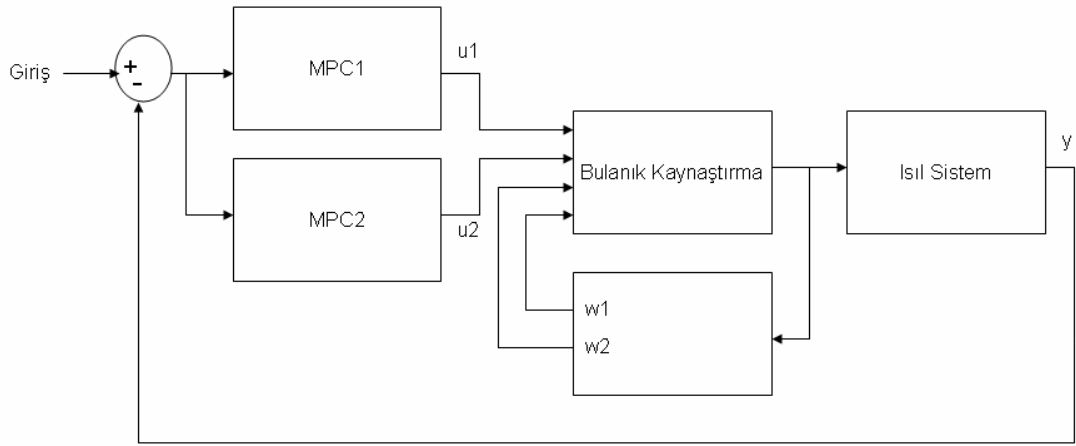 Giriş
+
-
MPC1
u1
MPC2
u2
Bulanık Kaynaştırma
Isıl Sistem
y
w1
w2